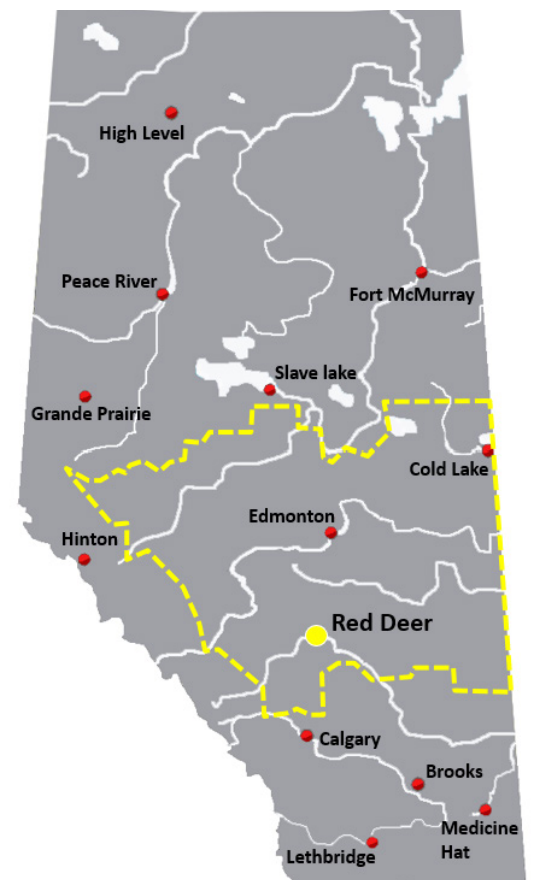 High Level
Peace River
Fort McMurray
Slave lake
Grande Prairie
Cold Lake
Edmonton
Hinton
Red Deer
Calgary
Brooks
Medicine
Hat
Lethbridge